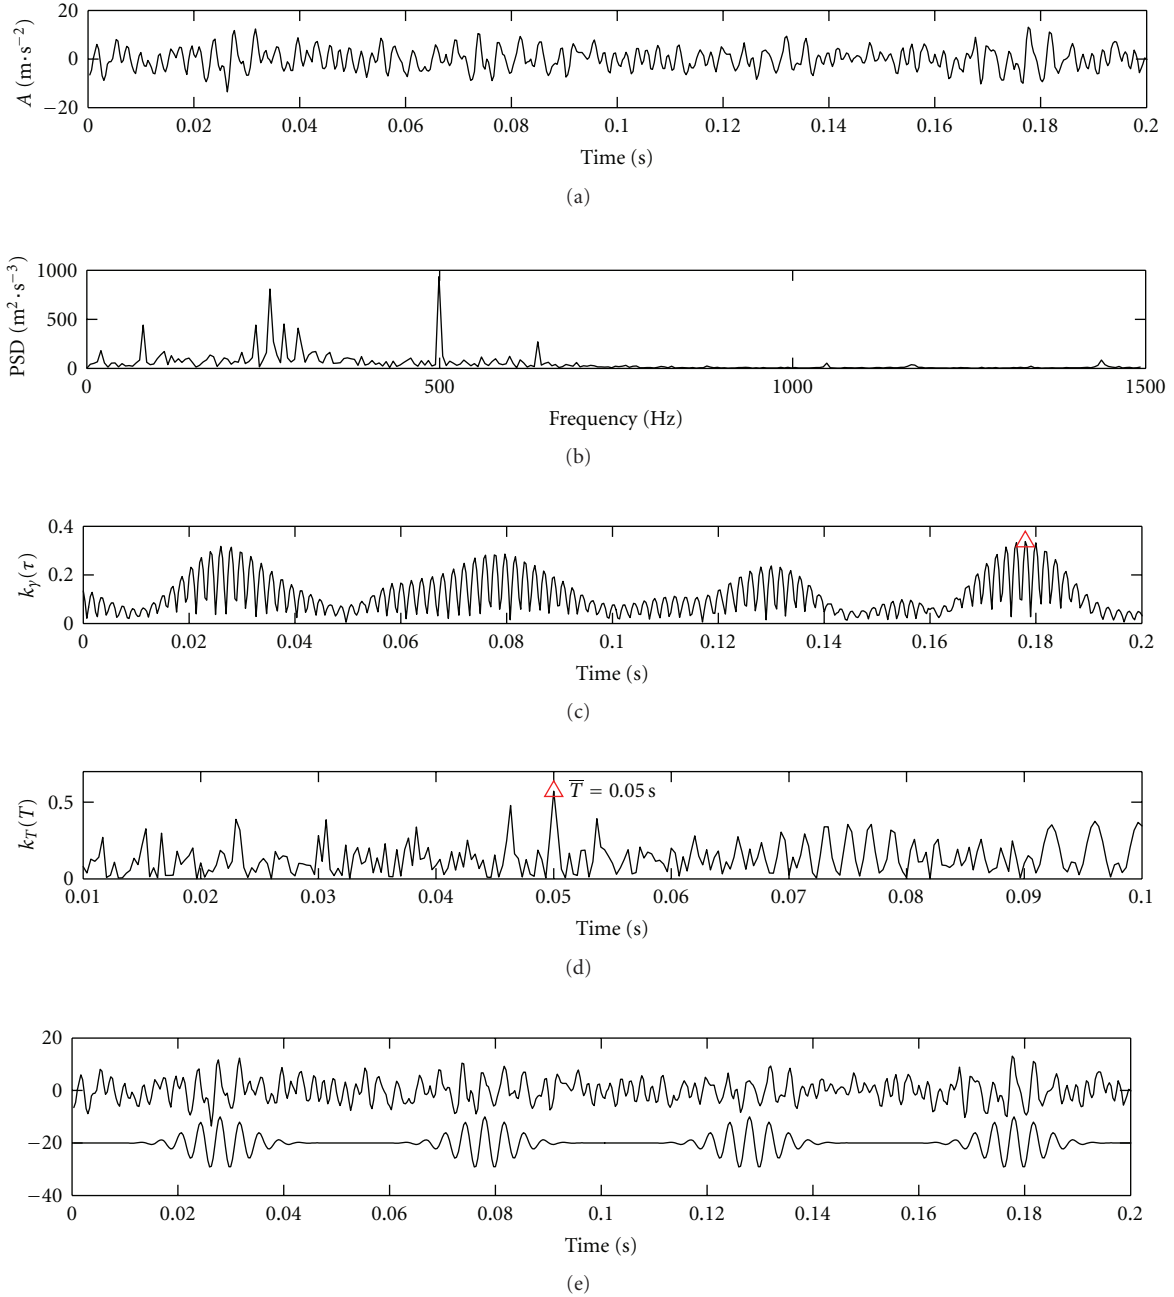 20
0
−20
A (m·s−2)
0 0.02 0.04 0.06 0.08 0.1 0.12 0.14 0.16 0.18 0.2
Time (s)
(a)
1000
500
0
PSD (m2·s−3)
0 500 1000 1500
Frequency (Hz)
(b)
0.4
0.2
0
kγ(τ)
0 0.02 0.04 0.06 0.08 0.1 0.12 0.14 0.16 0.18 0.2
Time (s)
(c)
T̅ = 0.05 s
0.5
0
kT(T)
0.01 0.02 0.03 0.04 0.05 0.06 0.07 0.08 0.09 0.1
Time (s)
(d)
20
0
−20
−40
0 0.02 0.04 0.06 0.08 0.1 0.12 0.14 0.16 0.18 0.2
Time (s)
(e)